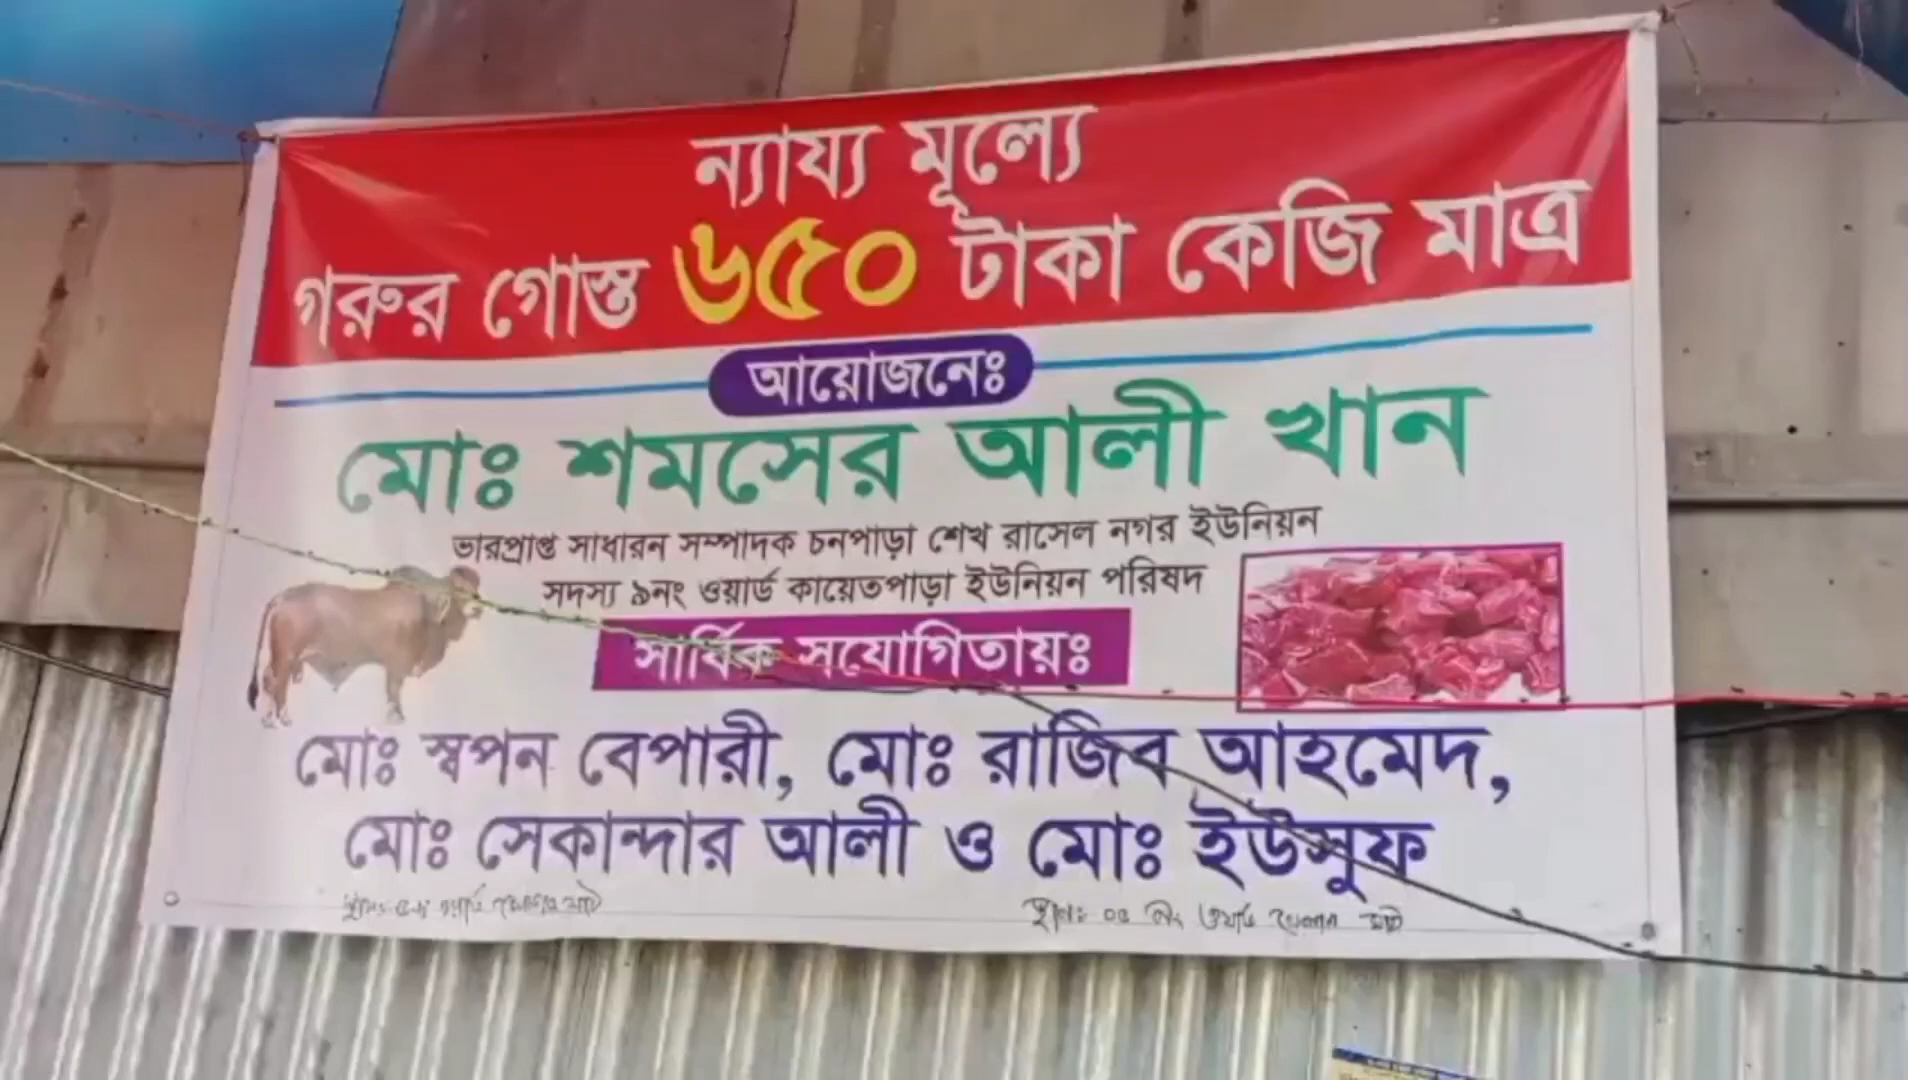 ন্যায্য মূল্যে
গরুর গোস্ত ৬৫০ টাকা কেজি মাত্র
আয়োজনেঃ
মোঃ শমসের আলী খান
ভারপ্রাপ্ত সাধারন সম্পাদক চনপাড়া শেখ রাসেল নগর ইউনিয়ন
সদস্য ৯নং ওয়ার্ড কায়েতপাড়া ইউনিয়ন পরিষদ
সার্বিক সযোগিতায়ঃ
মোঃ স্বপন বেপারী, মোঃ রাজিব আহমেদ,
মোঃ সেকান্দার আলী ও মোঃ ইউসুফ
স্থানঃ নং ওয়ার্ড